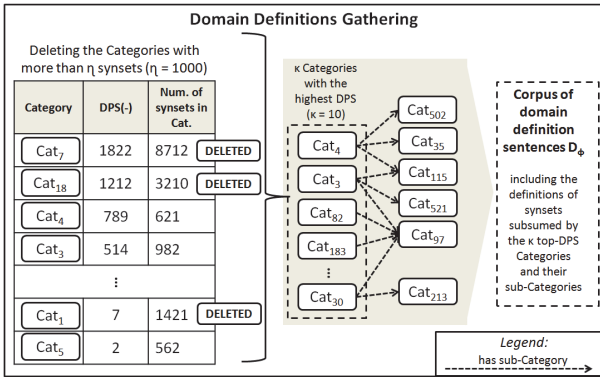 Domain Definitions Gathering
Deleting the Categories with
more than η synsets (η = 1000)
Category DPS(-) Num. of synsets in Cat.
Cat7 1822 8712 DELETED
Cat18 1212 3210 DELETED
Cat4 789 621
Cat3 514 982
⋮
Cat1 7 1421 DELETED
Cat5 2 562
κ Categories
with the
highest DPS
(κ = 10)
Cat4
Cat3
Cat82
Cat183
⋮
Cat30
Cat502
Cat35
Cat115
Cat521
Cat97
Cat213
Corpus of
domain
definition
sentences Dϕ
including the
definitions of
synsets
subsumed by
the κ top-DPS
Categories
and their
sub-Categories
Legend:
has sub-Category